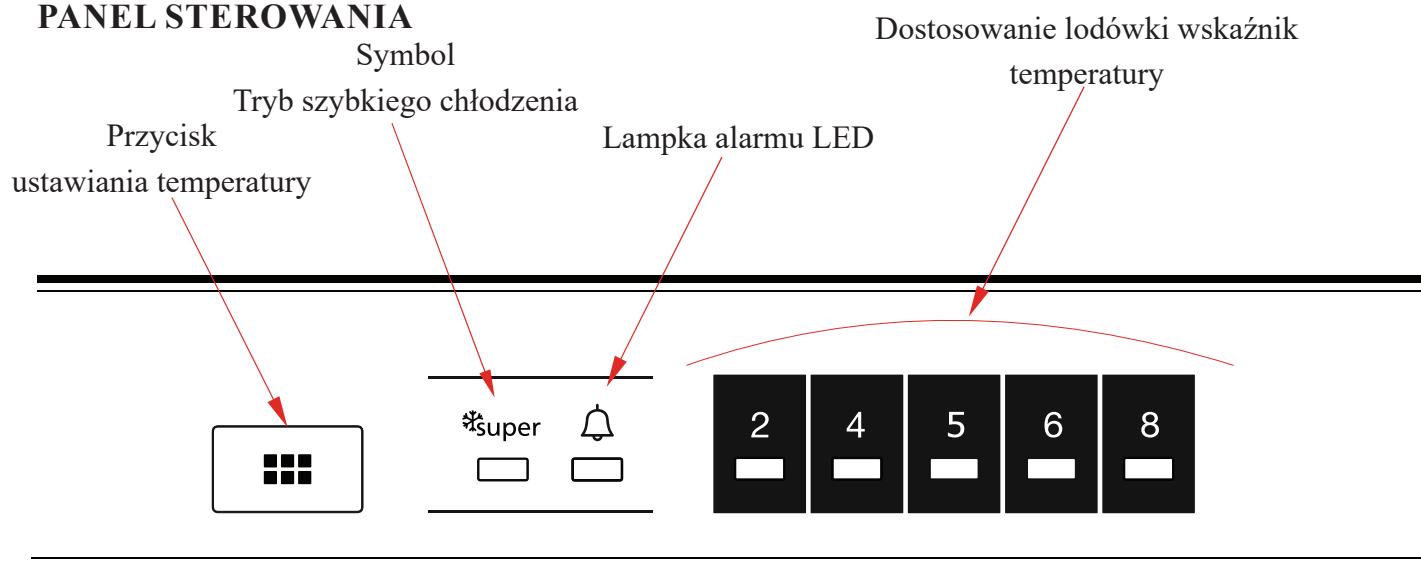 PANEL STEROWANIA
Symbol
Tryb szybkiego chłodzenia
Przycisk
ustawiania temperatury
Lampka alarmu LED
Dostosowanie lodówki wskaźnik
temperatury
super
2 4 5 6 8